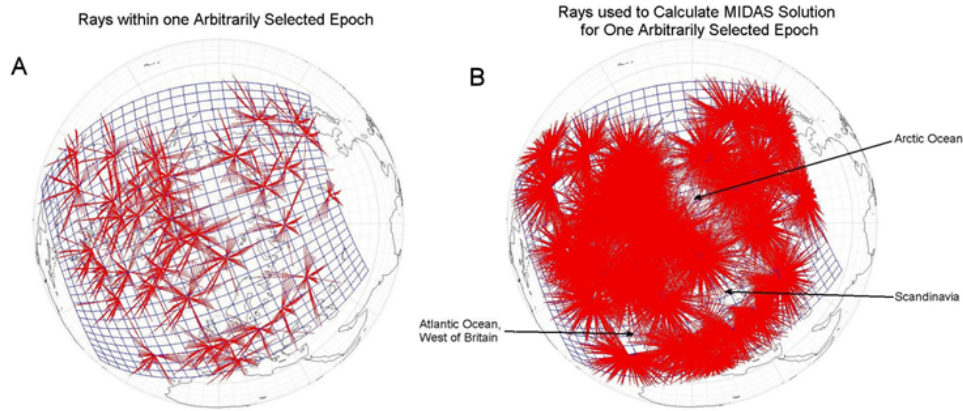 Rays within one Arbitrarily Selected Epoch
A
Rays used to Calculate MIDAS Solution
for One Arbitrarily Selected Epoch
B
Arctic Ocean
Scandinavia
Atlantic Ocean,
West of Britain